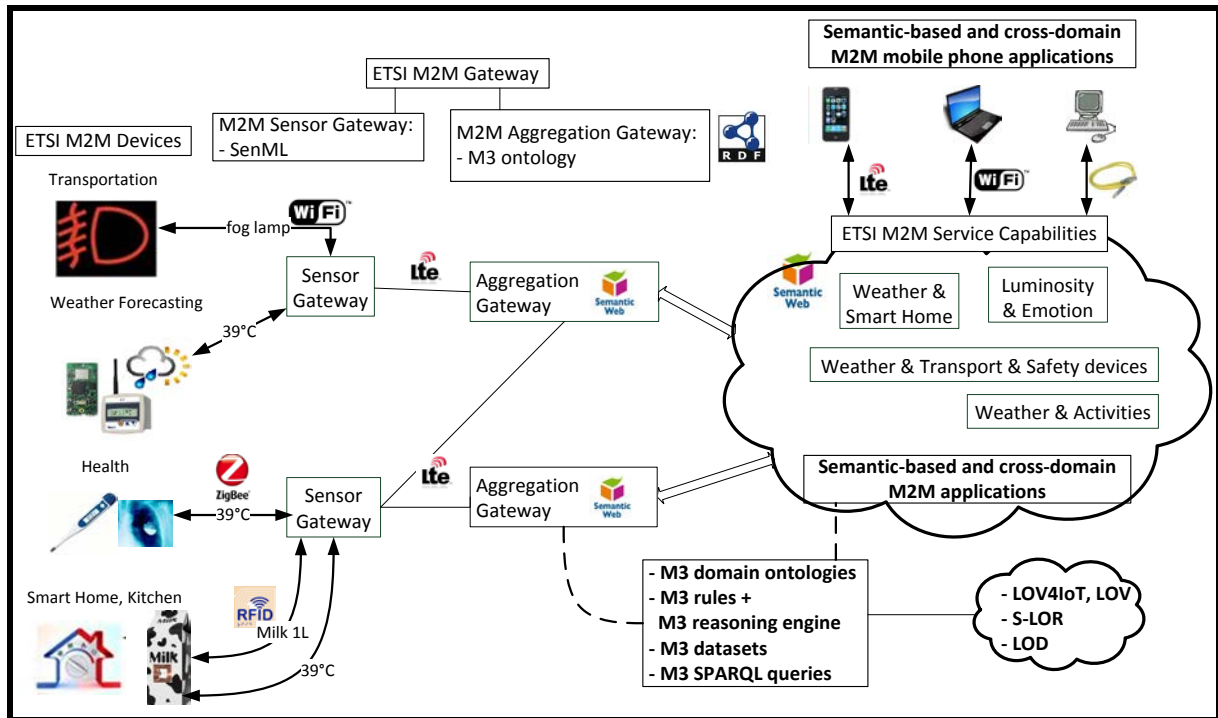 Semantic-based and cross-domain
M2M mobile phone applications
ETSI M2M Gateway
ETSI M2M Devices
M2M Sensor Gateway:
- SenML
M2M Aggregation Gateway:
- M3 ontology
RDF
Transportation
fog lamp
WiFi
Lte
WiFi
ETSI M2M Service Capabilities
Sensor
Gateway
Lte
Aggregation
Gateway
Semantic
Web
Semantic
Web
Weather &
Smart Home
Luminosity
& Emotion
Weather Forecasting
39°C
Weather & Transport & Safety devices
Weather & Activities
Health
ZigBee
39°C
Sensor
Gateway
Lte
Aggregation
Gateway
Semantic
Web
Semantic-based and cross-domain
M2M applications
Smart Home, Kitchen
RFID
Milk 1L
Milk
39°C
- M3 domain ontologies
- M3 rules +
M3 reasoning engine
- M3 datasets
- M3 SPARQL queries
- LOV4IoT, LOV
- S-LOR
- LOD